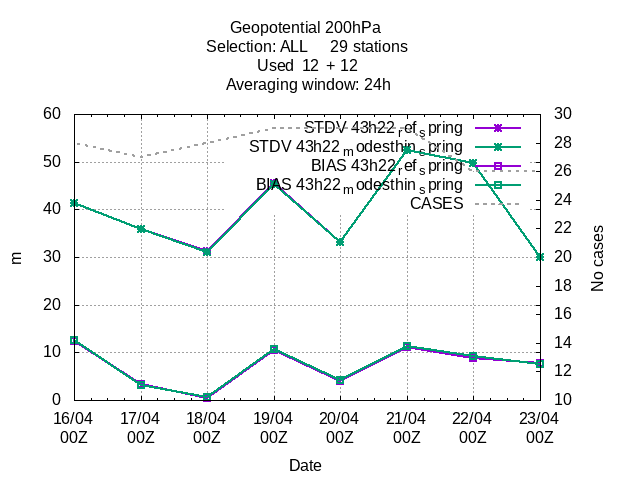 Geopotential 200hPa
Selection: ALL 29 stations
Used 12 + 12
Averaging window: 24h
60 30
STDV 43h22_ref_spring
28
STDV 43h22_modesthin_spring
50
BIAS 43h22_ref_spring
26
BIAS 43h22_modesthin_spring
24
CASES
40
22
m
No cases
30 20
18
20
16
14
10
12
0 10
16/04 17/04 18/04 19/04 20/04 21/04 22/04 23/04
00Z 00Z 00Z 00Z 00Z 00Z 00Z 00Z
Date